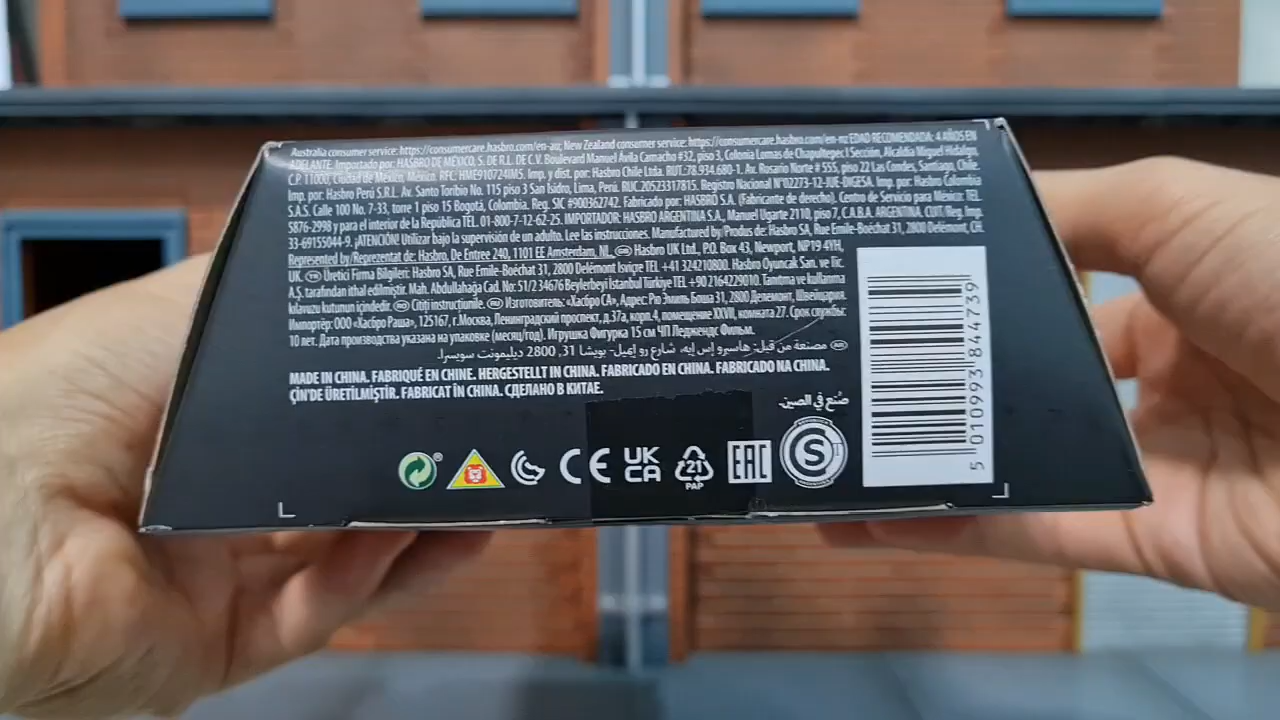 Australia consumer service: https://consumercare.hasbro.com/en-au; New Zealand consumer service: https://consumercare.hasbro.com/en-nz EDAD RECOMENDADA: 4 AÑOS EN
ADELANTE. Importado por: HASBRO DE MÉXICO, S. DE R.L. DE C.V. Boulevard Manuel Ávila Camacho #32, piso 3, Colonia Lomas de Chapultepec I Sección, Alcaldía Miguel Hidalgo,
C.P. 11000, Ciudad de México, México. RFC: HME910724IM5. Imp. y dist. por: Hasbro Chile Ltda. RUT.:78.934.680-1. Av. Rosario Norte # 555, piso 22 Las Condes, Santiago, Chile.
Imp. por: Hasbro Perú S.R.L. Av. Santo Toribio No. 115 piso 3 San Isidro, Lima, Perú. RUC.20523317815. Registro Nacional N°02273-12-JUE-DIGESA. Imp. por: Hasbro Colombia
S.A.S. Calle 100 No. 7-33, torre 1 piso 15 Bogotá, Colombia. Reg. SIC #900362742. Fabricado por: HASBRO S.A. (Fabricante de derecho). Centro de Servicio para México: TEL.
5876-2998 y para el interior de la República TEL. 01-800-7-12-62-25. IMPORTADOR: HASBRO ARGENTINA S.A., Manuel Ugarte 2110, piso 7, C.A.B.A. ARGENTINA. CUIT/Reg. Imp.
33-69155044-9. ¡ATENCIÓN! Utilizar bajo la supervisión de un adulto. Lee las instrucciones. Manufactured by/Produs de: Hasbro SA, Rue Emile-Boéchat 31, 2800 Delémont, CH.
Represented by/Reprezentat de: Hasbro, De Entree 240, 1101 EE Amsterdam, NL. GB Hasbro UK Ltd., P.O. Box 43, Newport, NP19 4YH,
UK. TR Üretici Firma Bilgileri: Hasbro SA, Rue Emile-Boéchat 31, 2800 Delémont İsviçre TEL +41 324210800. Hasbro Oyuncak San. ve Tic.
A.Ş. tarafından ithal edilmiştir. Mah. Abdullahağa Cad. No: 51/2 34676 Beylerbeyi İstanbul Türkiye TEL +90 2164229010. Tanıtma ve kullanma
kılavuzu kutunun içindedir. RO Citiţi instrucţiunile. RU Изготовитель: «Хасбро СА», Адрес: Рю Эмиль Боша 31, 2800 Делемонт, Швейцария.
Импортёр: ООО «Хасбро Раша», 125167, г.Москва, Ленинградский проспект, д.37а, корп.4, помещение XXVII, комната 27. Срок службы:
10 лет. Дата производства указана на упаковке (месяц/год). Игрушка Фигурка 15 см ЧП Леджендс Фильм.
AR مصنعة من قبل: هاسبرو إس إيه، شارع رو إميل- بويشا 31, 2800 ديليمونت سويسرا.
MADE IN CHINA. FABRIQUÉ EN CHINE. HERGESTELLT IN CHINA. FABRICADO EN CHINA. FABRICADO NA CHINA.
ÇİN'DE ÜRETİLMİŞTİR. FABRICAT ÎN CHINA. СДЕЛАНО В КИТАЕ.
صُنع في الصين.
CE UK CA 21 PAP EAC S
5 010993 844739